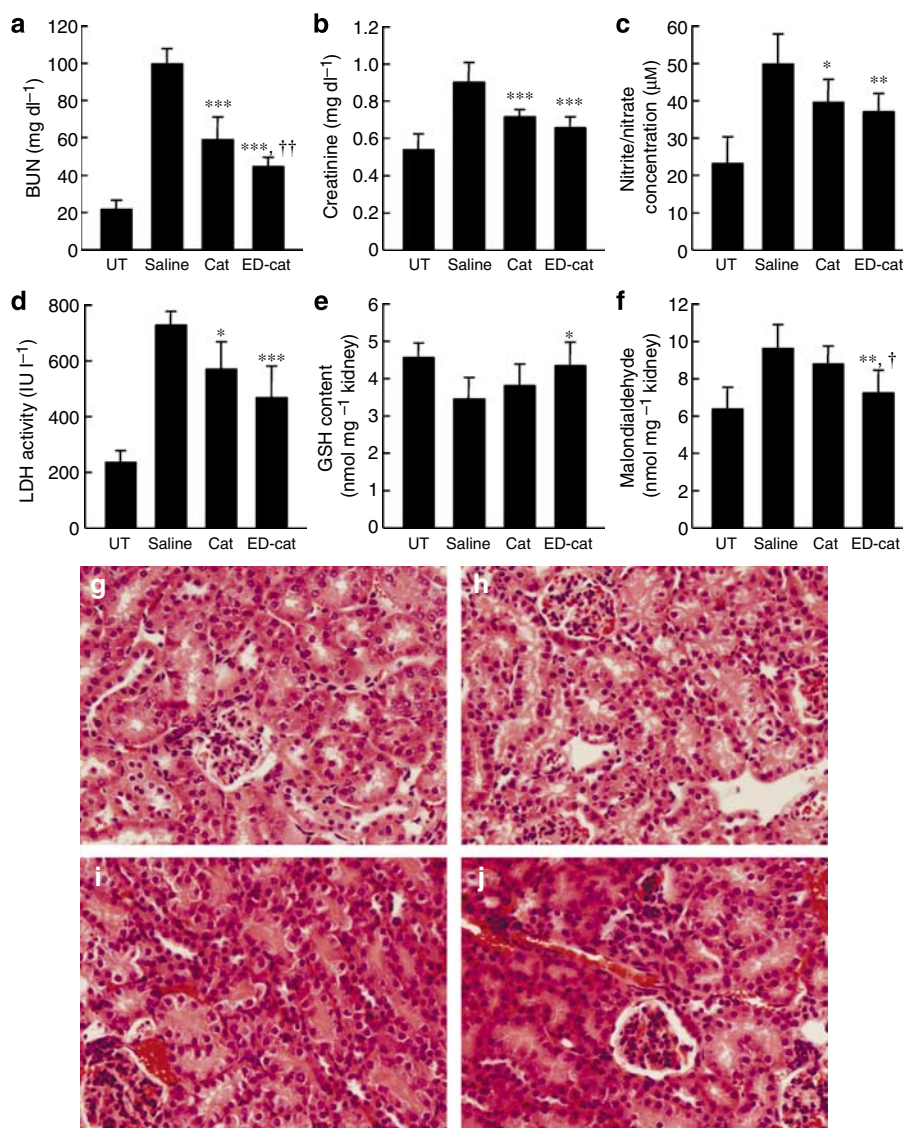 a
BUN (mg dl⁻¹)
120
100
80
60
40
20
0
***
***, ††
UT Saline Cat ED-cat
b
Creatinine (mg dl⁻¹)
1.2
1.0
0.8
0.6
0.4
0.2
0
***
***
UT Saline Cat ED-cat
c
Nitrite/nitrate
concentration (μM)
60
50
40
30
20
10
0
*
**
UT Saline Cat ED-cat
d
LDH activity (IU l⁻¹)
800
600
400
200
0
*
***
UT Saline Cat ED-cat
e
GSH content
(nmol mg ⁻¹ kidney)
6
5
4
3
2
1
0
*
UT Saline Cat ED-cat
f
Malondialdehyde
(nmol mg ⁻¹ kidney)
12
10
8
6
4
2
0
**, †
UT Saline Cat ED-cat
g
h
i
j